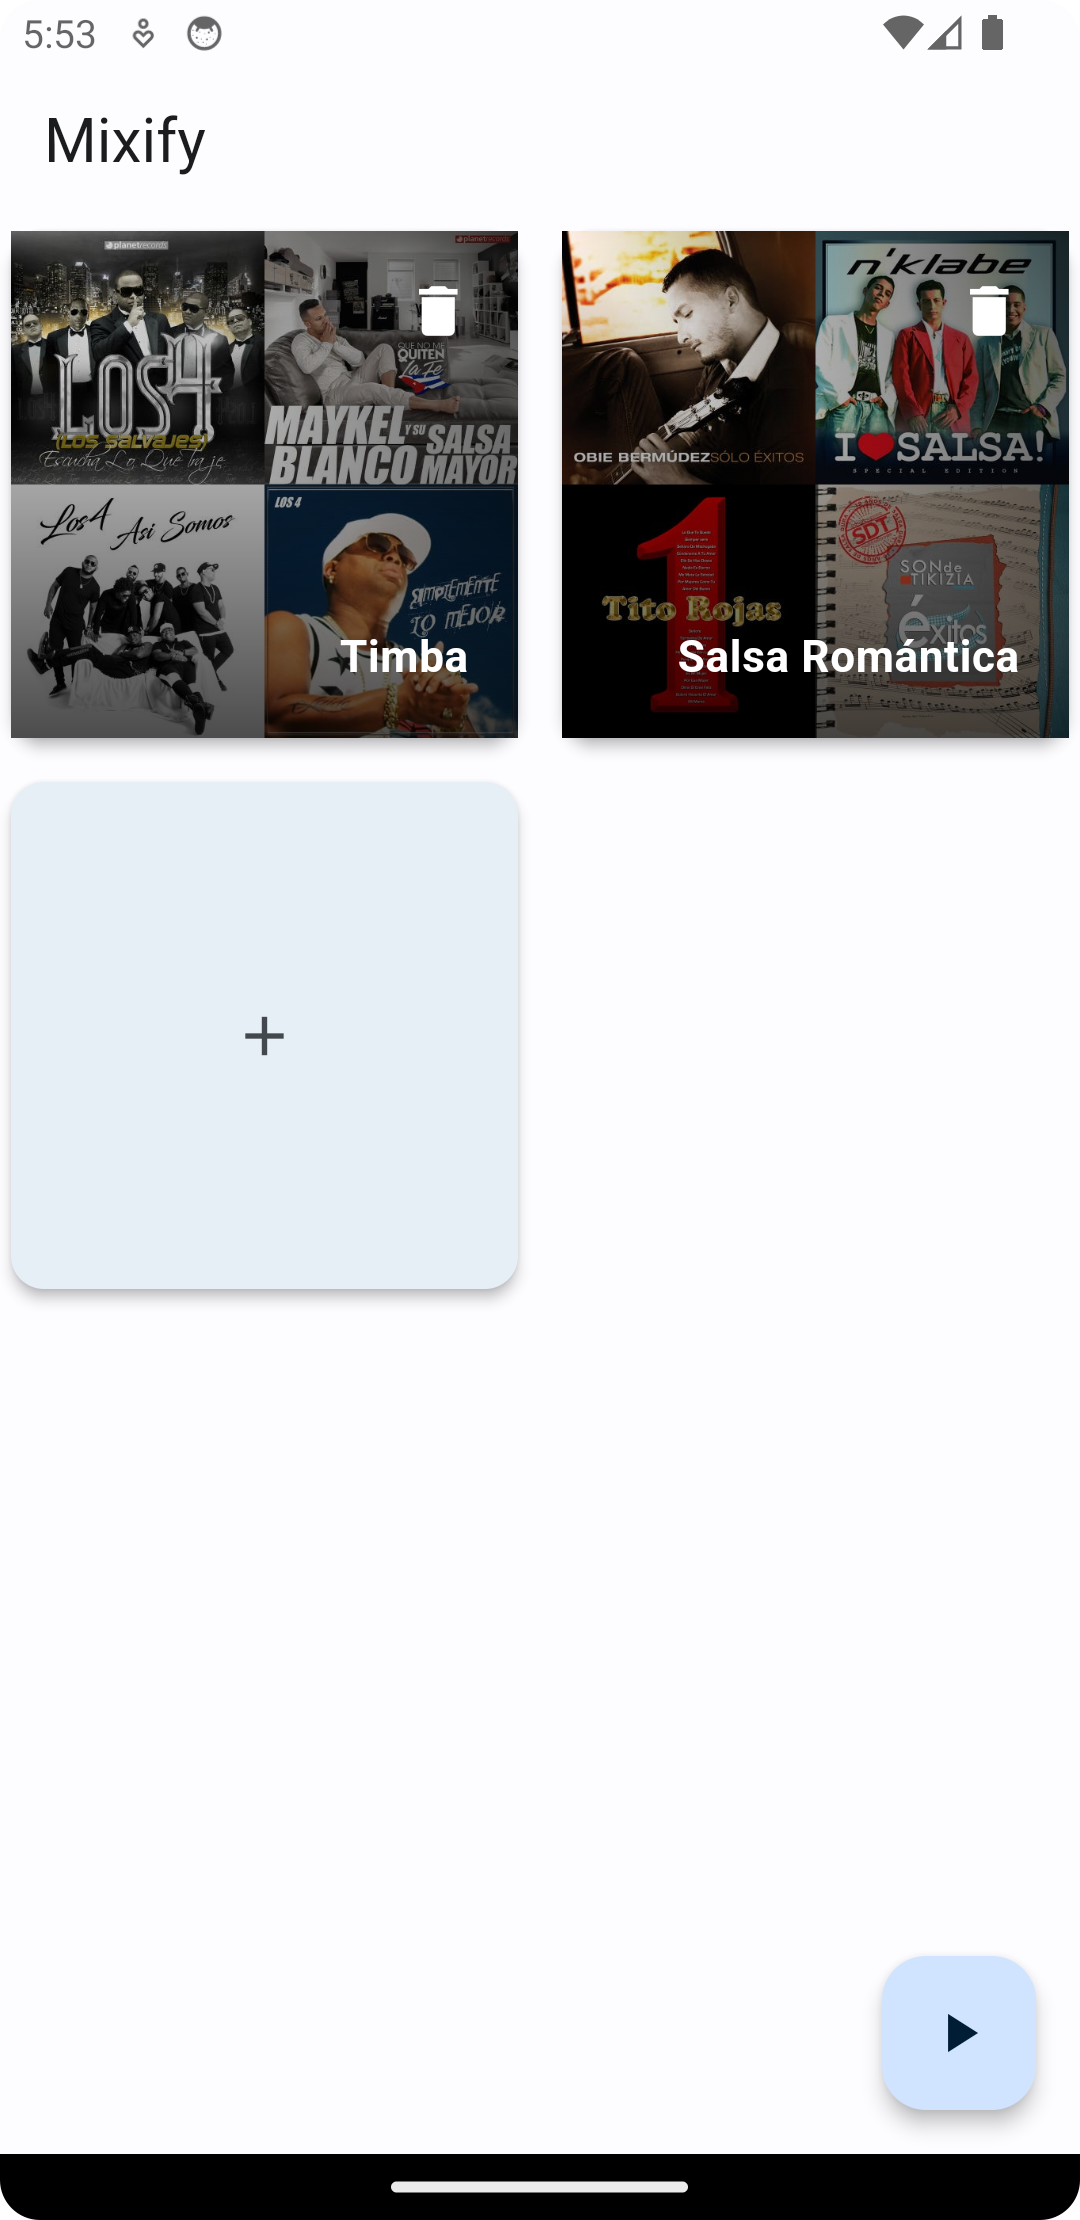 5:53
Mixify
planetrecords
LOS 4
(LOS SALVAJES)
Escucha Lo Que Traje
planetrecords
QUE NO ME
QUITEN
La Fe
MAYKEL Y SU SALSA
BLANCO MAYOR
Los 4 Asi Somos
LOS 4
SIMPLEMENTE
LO MEJOR
Timba
OBIE BERMÚDEZ SÓLO ÉXITOS
n'klabe
I SALSA!
SPECIAL EDITION
1
Tito Rojas
SDT
SON de
TIKIZIA
éxitos
Salsa Romántica